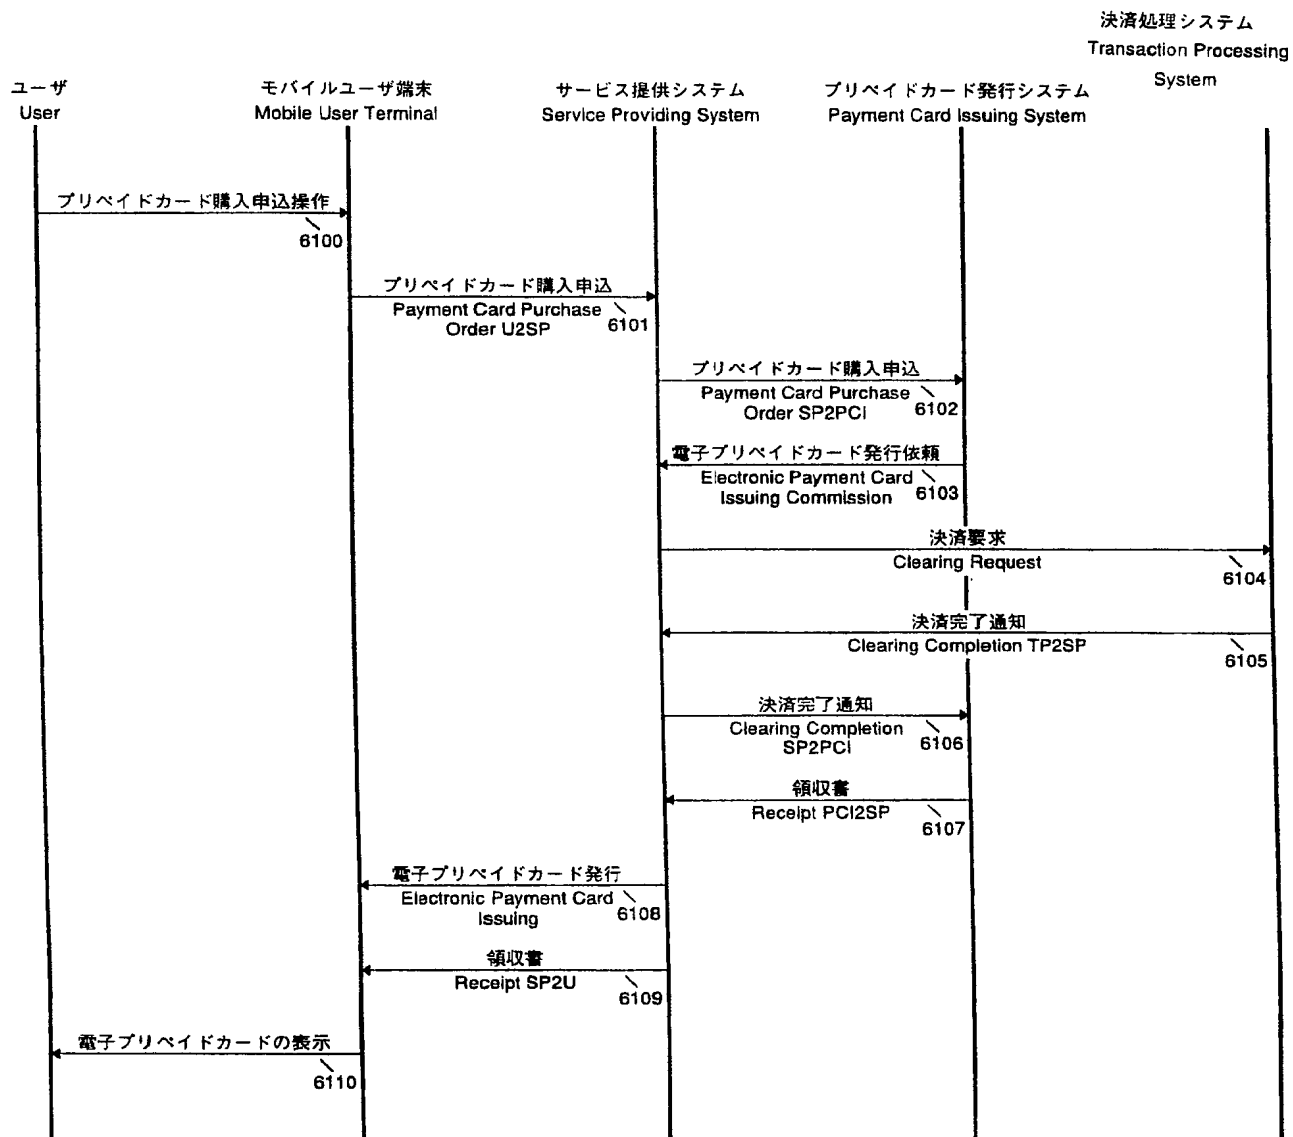 決済処理システム
Transaction Processing
System
ユーザ
User
モバイルユーザ端末
Mobile User Terminal
サービス提供システム
Service Providing System
プリペイドカード発行システム
Payment Card Issuing System
プリペイドカード購入申込操作
6100
プリペイドカード購入申込
Payment Card Purchase
Order U2SP
6101
プリペイドカード購入申込
Payment Card Purchase
Order SP2PCI
6102
電子プリペイドカード発行依頼
Electronic Payment Card
Issuing Commission
6103
決済要求
Clearing Request
6104
決済完了通知
Clearing Completion TP2SP
6105
決済完了通知
Clearing Completion
SP2PCI
6106
領収書
Receipt PCI2SP
6107
電子プリペイドカード発行
Electronic Payment Card
Issuing
6108
領収書
Receipt SP2U
6109
電子プリペイドカードの表示
6110